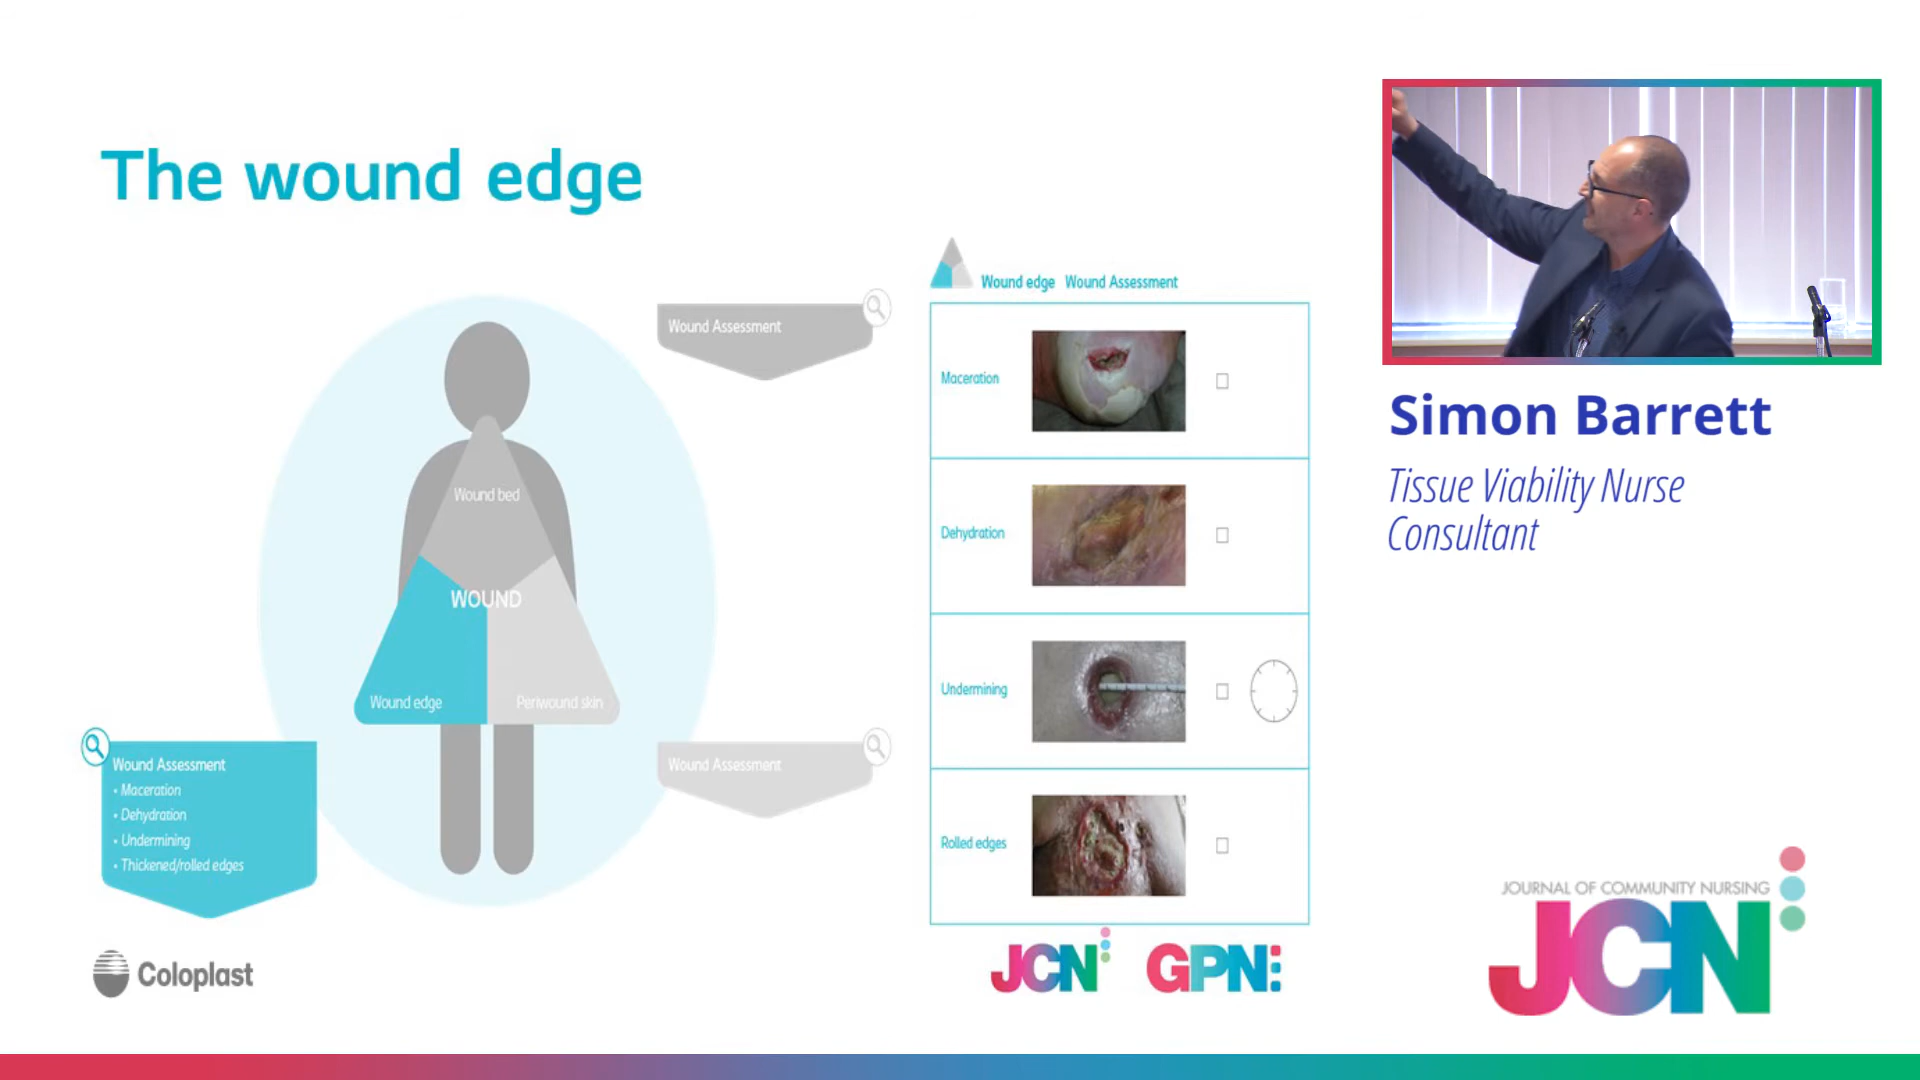 The wound edge
Wound Assessment
Wound bed
WOUND
Wound edge
Periwound skin
Wound Assessment
• Maceration
• Dehydration
• Undermining
• Thickened/rolled edges
Wound Assessment
Coloplast
Wound edge Wound Assessment
Maceration
Dehydration
Undermining
Rolled edges
JCN
GPN
Simon Barrett
Tissue Viability Nurse
Consultant
JOURNAL OF COMMUNITY NURSING
JCN